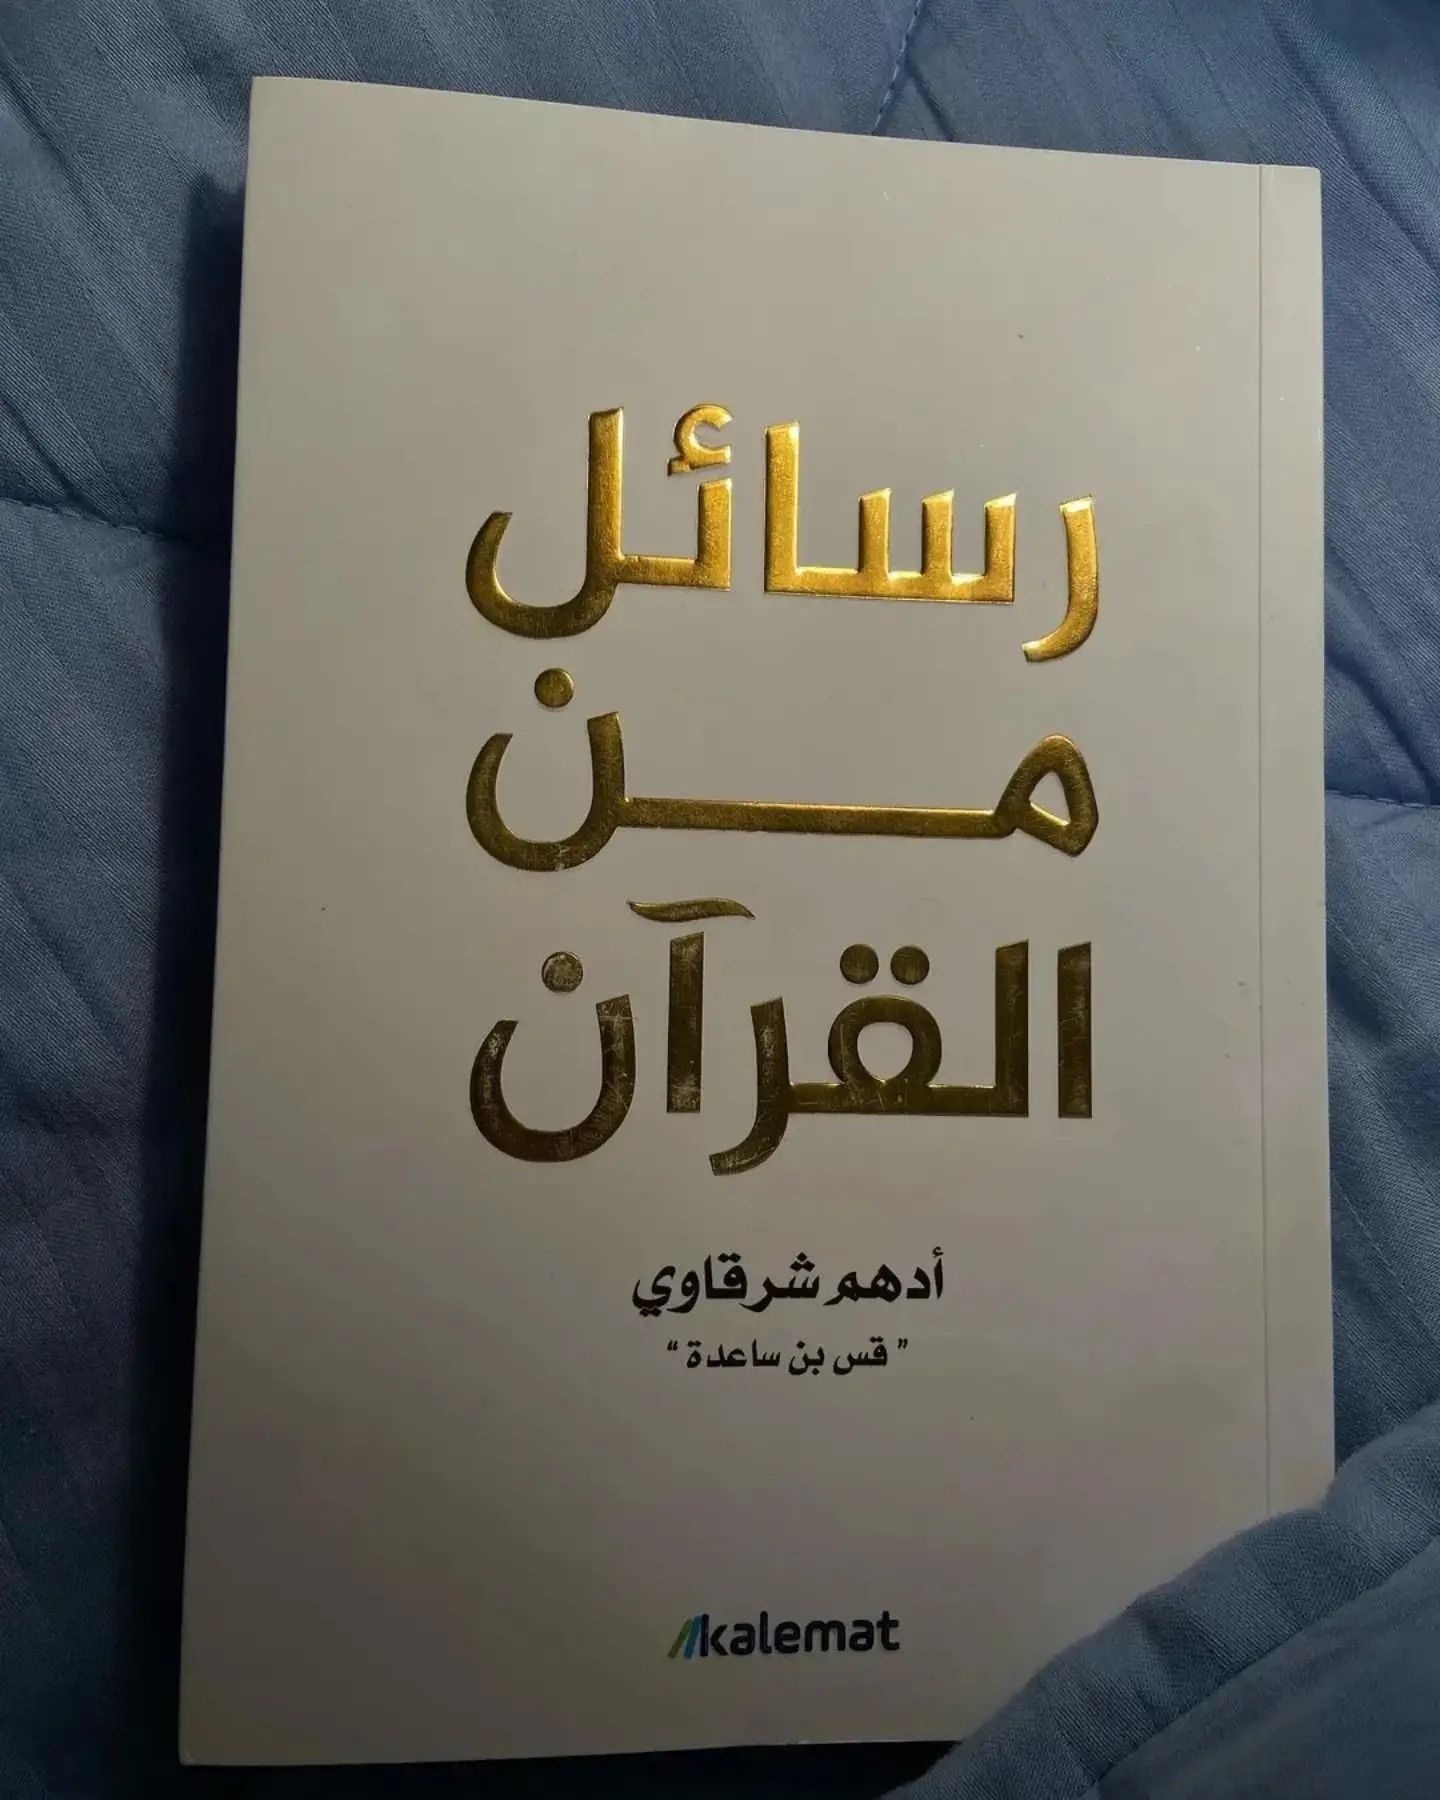 رسائل
من
القرآن
أدهم شرقاوي
" قس بن ساعدة "
kalemat